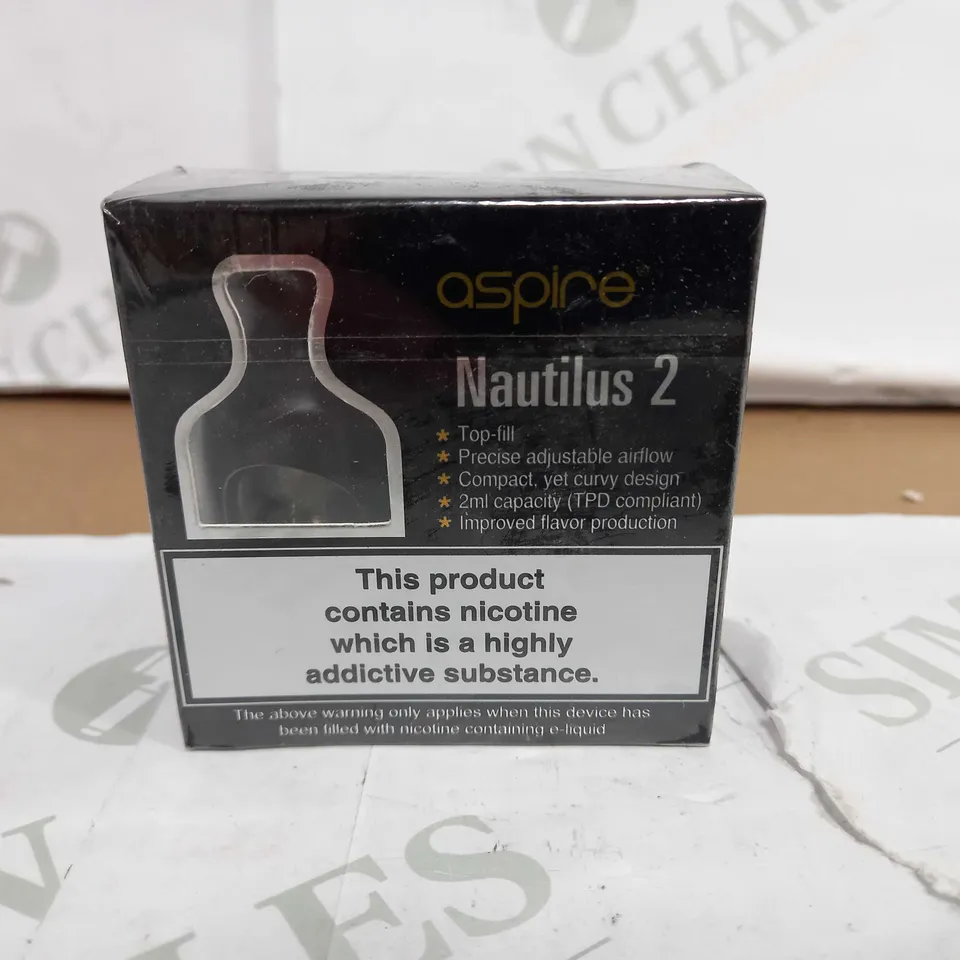 ON CHAR
aspire
Nautilus 2
★ Top-fill
★ Precise adjustable airflow
★ Compact, yet curvy design
★ 2ml capacity (TPD compliant)
★ Improved flavor production
This product
contains nicotine
which is a highly
addictive substance.
The above warning only applies when this device has
been filled with nicotine containing e-liquid